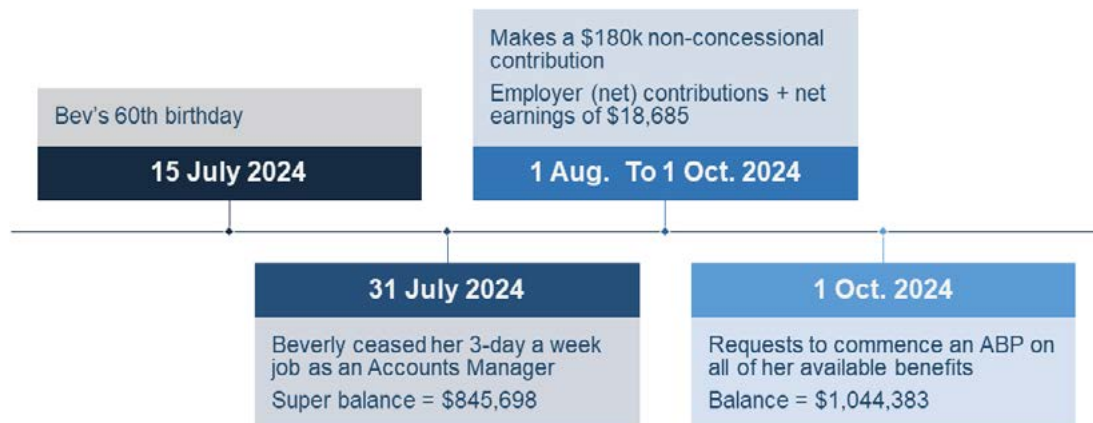 Bev's 60th birthday
15 July 2024
Beverly ceased her 3-day a week
job as an Accounts Manager
Super balance = $845,698
31 July 2024
Makes a $180k non-concessional
contribution
Employer (net) contributions + net
earnings of $18,685
1 Aug. To 1 Oct. 2024
1 Oct. 2024
Requests to commence an ABP on
all of her available benefits
Balance = $1,044,383